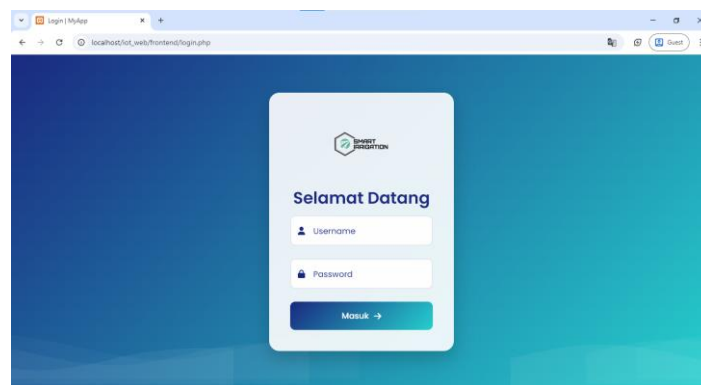 Login | MyApp
localhost/iot_web/frontend/login.php
Guest
SMART
IRRIGATION
Selamat Datang
Username
Password
Masuk →